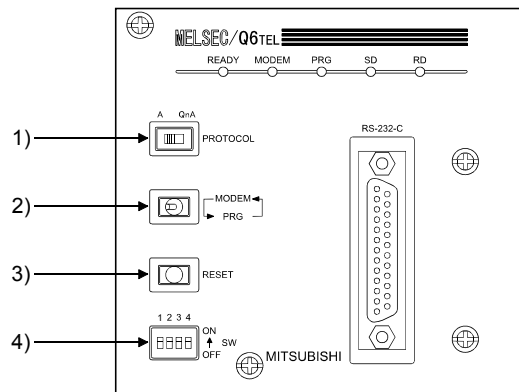 MELSEC/Q6TEL
READY MODEM PRG SD RD
A QnA
1) PROTOCOL
RS-232-C
2) MODEM
PRG
3) RESET
1 2 3 4
ON
4) SW
OFF
MITSUBISHI